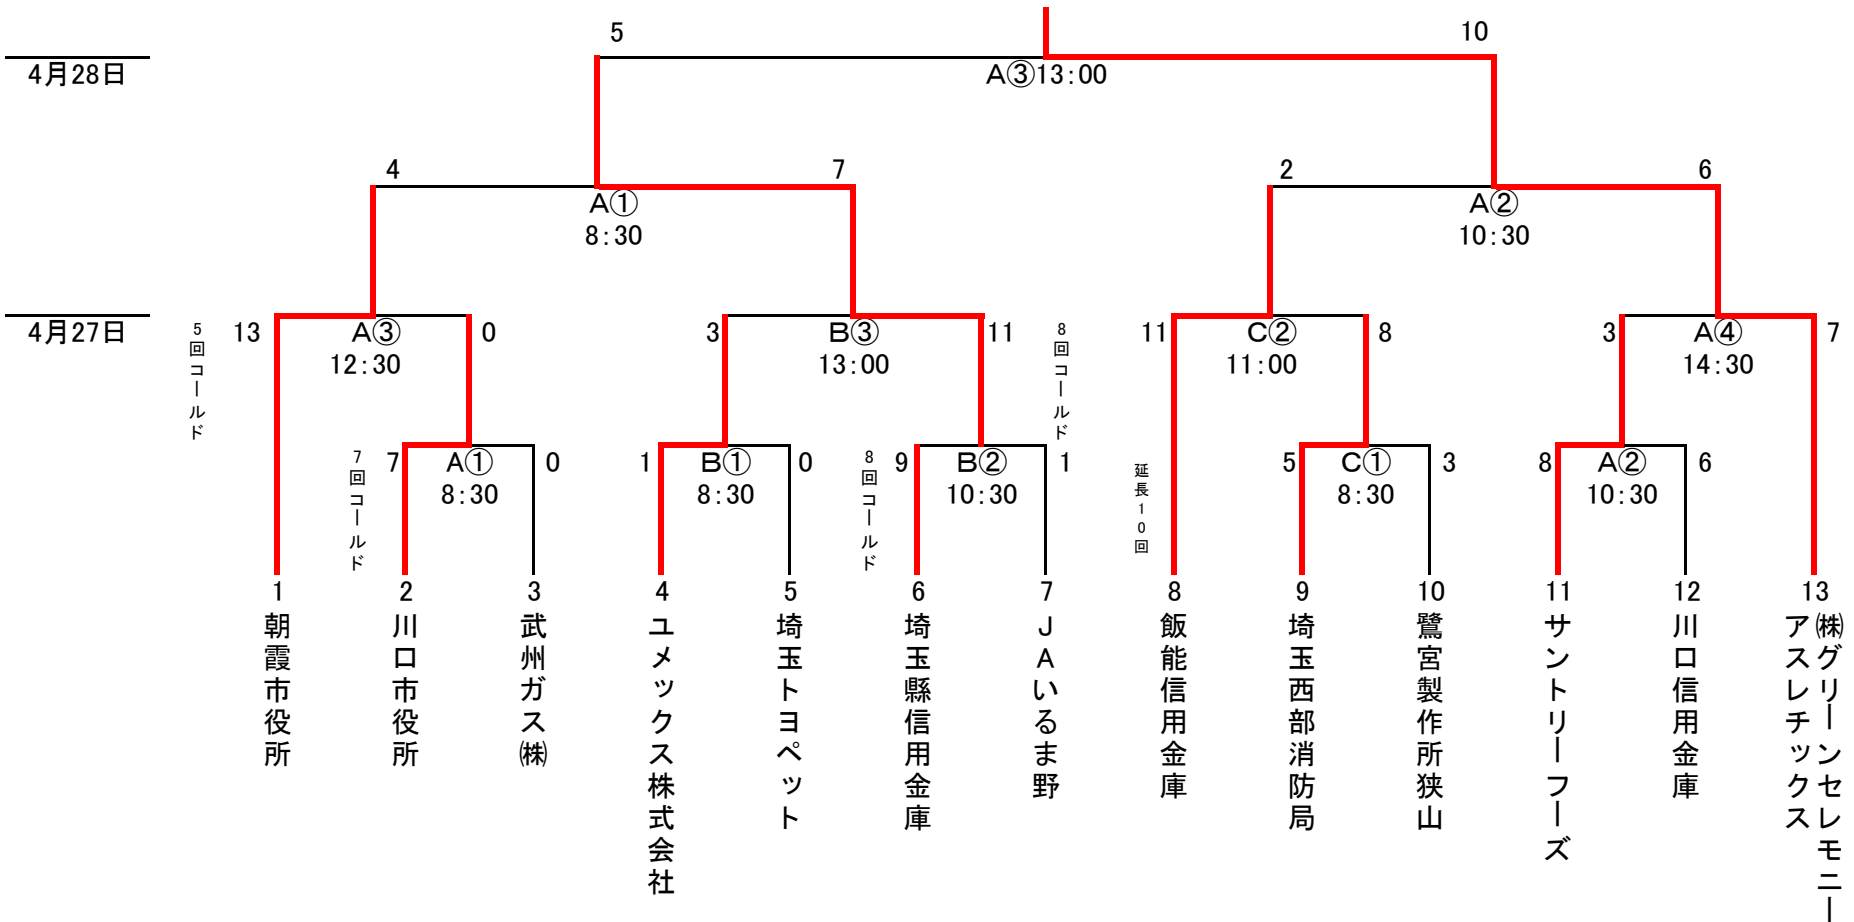 5
10
4月28日
A③13:00
4
7
2
6
A①
8:30
A②
10:30
4月27日
5回コールド
13
A③
12:30
0
3
B③
13:00
11
8回コールド
11
C②
11:00
8
3
A④
14:30
7
7回コールド
7
A①
8:30
0
1
B①
8:30
0
8回コールド
9
B②
10:30
1
延長10回
5
C①
8:30
3
8
A②
10:30
6
1
朝霞市役所
2
川口市役所
3
武州ガス㈱
4
ユメックス株式会社
5
埼玉トヨペット
6
埼玉縣信用金庫
7
JAいるま野
8
飯能信用金庫
9
埼玉西部消防局
10
鷺宮製作所狭山
11
サントリーフーズ
12
川口信用金庫
13
㈱グリーンセレモニー
アスレチックス